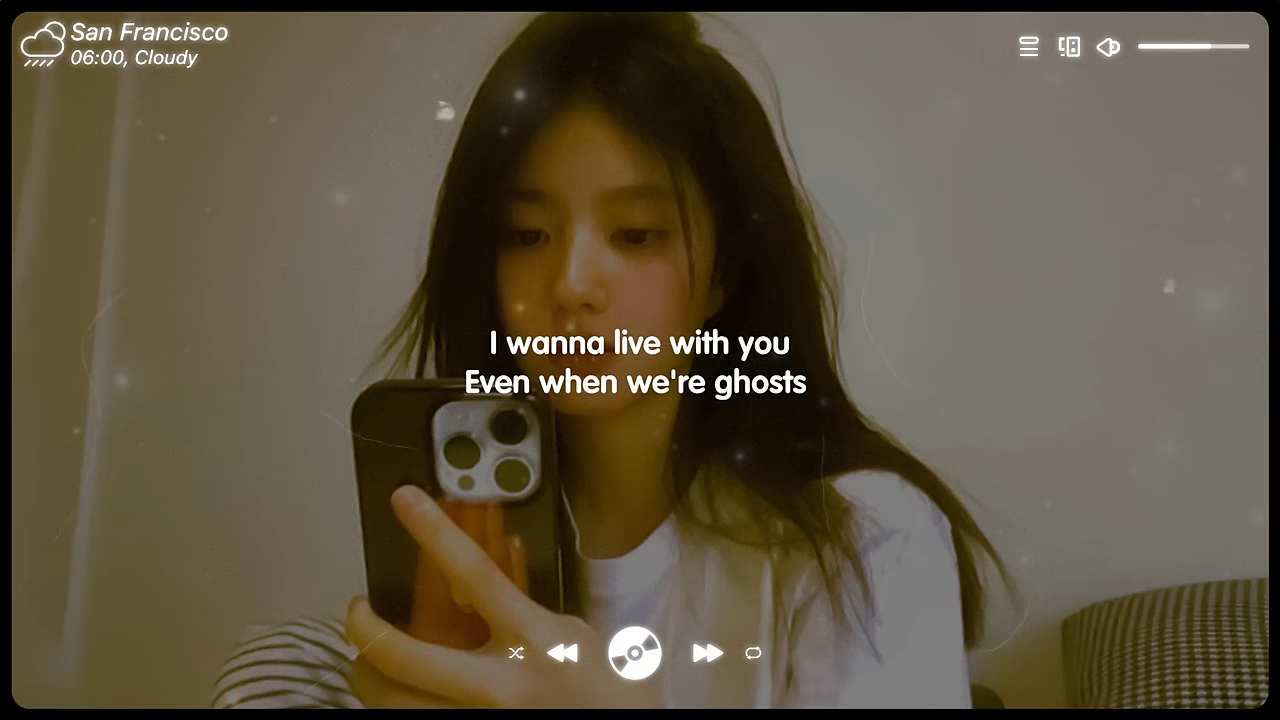 San Francisco
06:00, Cloudy
I wanna live with you
Even when we're ghosts